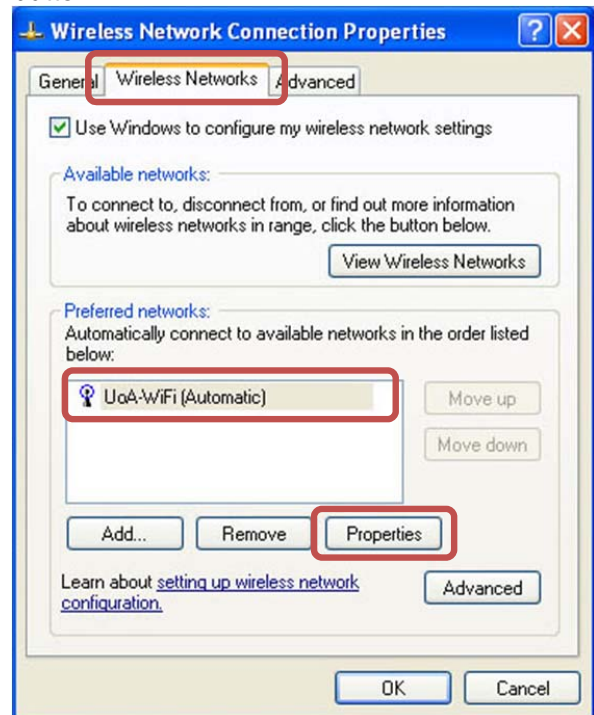 Wireless Network Connection Properties
General Wireless Networks Advanced
Use Windows to configure my wireless network settings
Available networks:
To connect to, disconnect from, or find out more information
about wireless networks in range, click the button below.
View Wireless Networks
Preferred networks:
Automatically connect to available networks in the order listed
below:
UoA-WiFi (Automatic)
Move up
Move down
Add... Remove Properties
Learn about setting up wireless network
configuration.
Advanced
OK Cancel